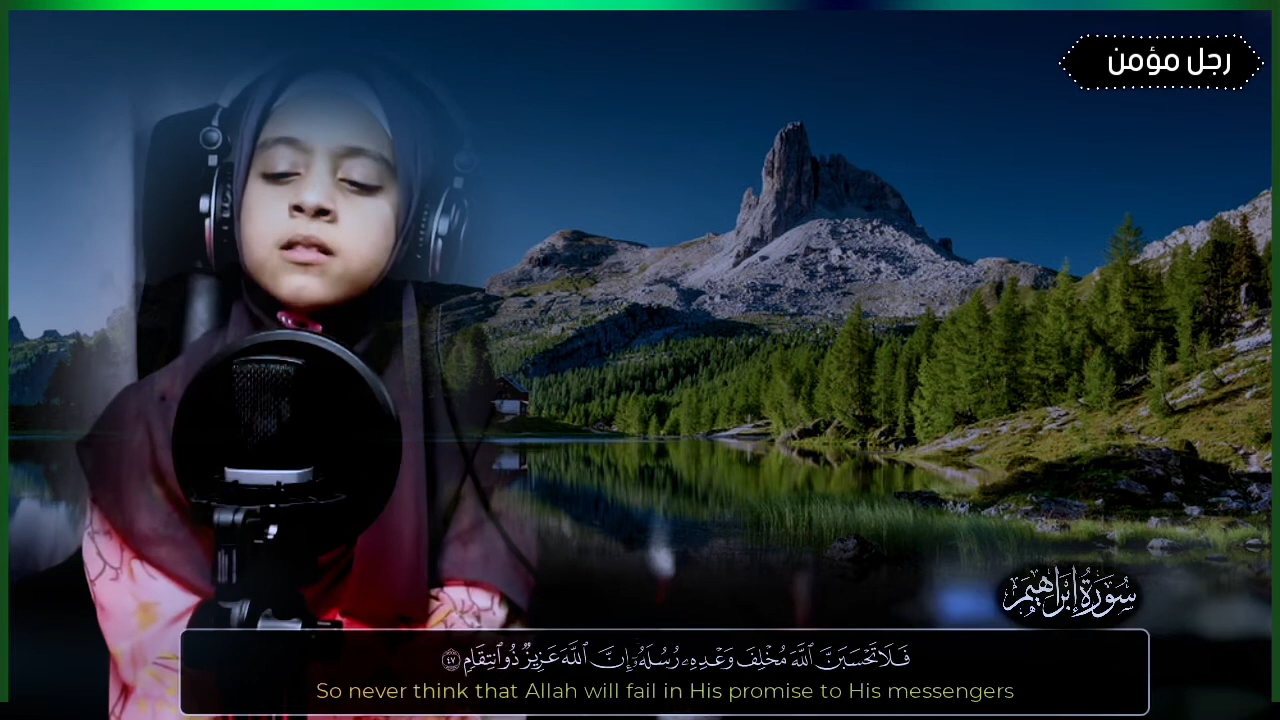 رجل مؤمن
سُورَةُ إِبْرَاهِيمَ
فَلَا تَحْسَبَنَّ ٱللَّهَ مُخْلِفَ وَعْدِهِۦ رُسُلَهُۥٓ إِنَّ ٱللَّهَ عَزِيزٌ ذُو ٱنتِقَامٍ ٤٧
So never think that Allah will fail in His promise to His messengers